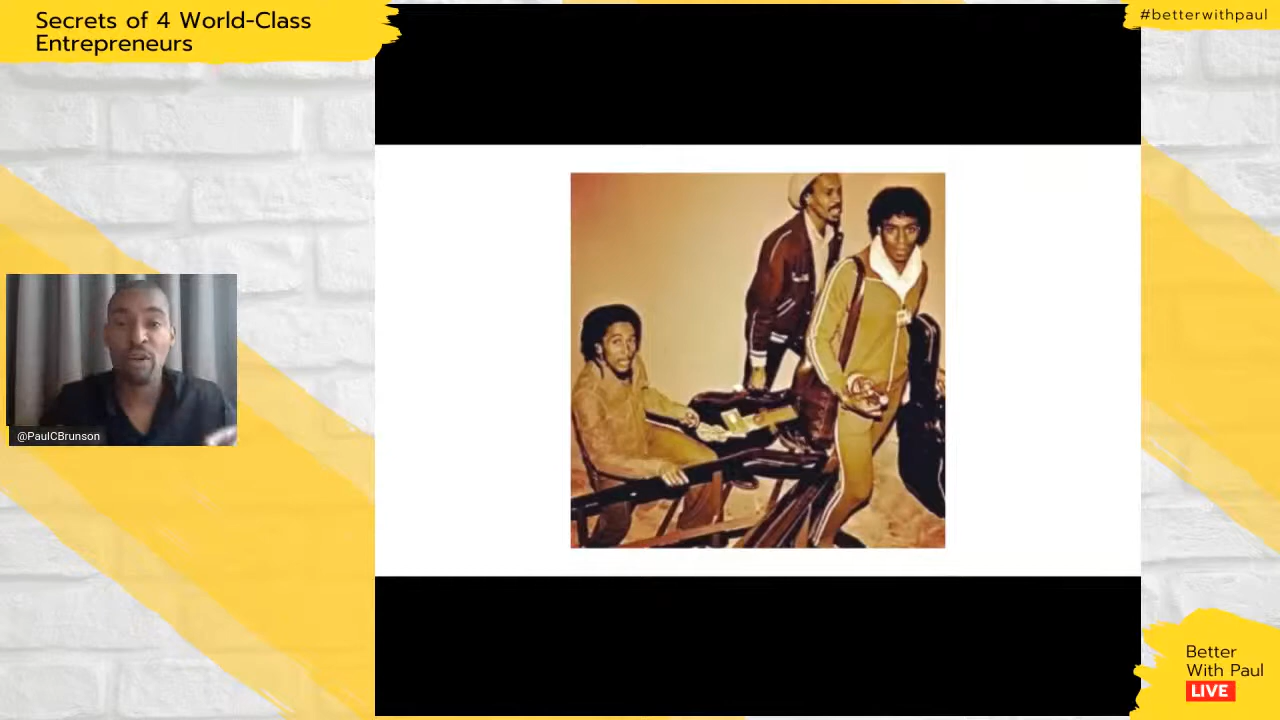 Secrets of 4 World-Class
Entrepreneurs
#betterwithpaul
@PaulCBrunson
Better
With Paul
LIVE